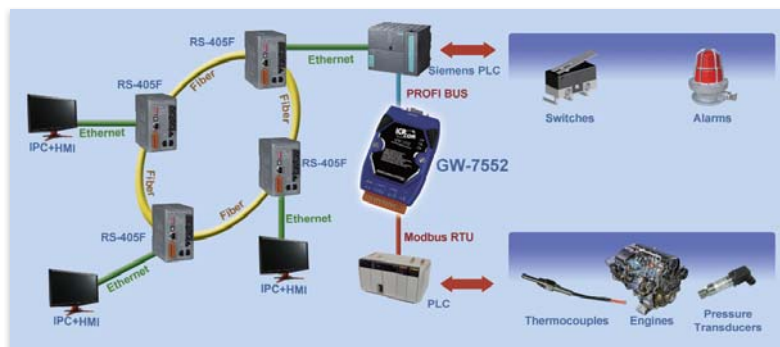 RS-405F
Ethernet
Siemens PLC
Switches
Alarms
RS-405F
Fiber
PROFI BUS
Ethernet
IPC+HMI
Fiber
GW-7552
RS-405F
Fiber
RS-405F
Fiber
Ethernet
Modbus RTU
Ethernet
IPC+HMI
IPC+HMI
PLC
Thermocouples
Engines
Pressure
Transducers